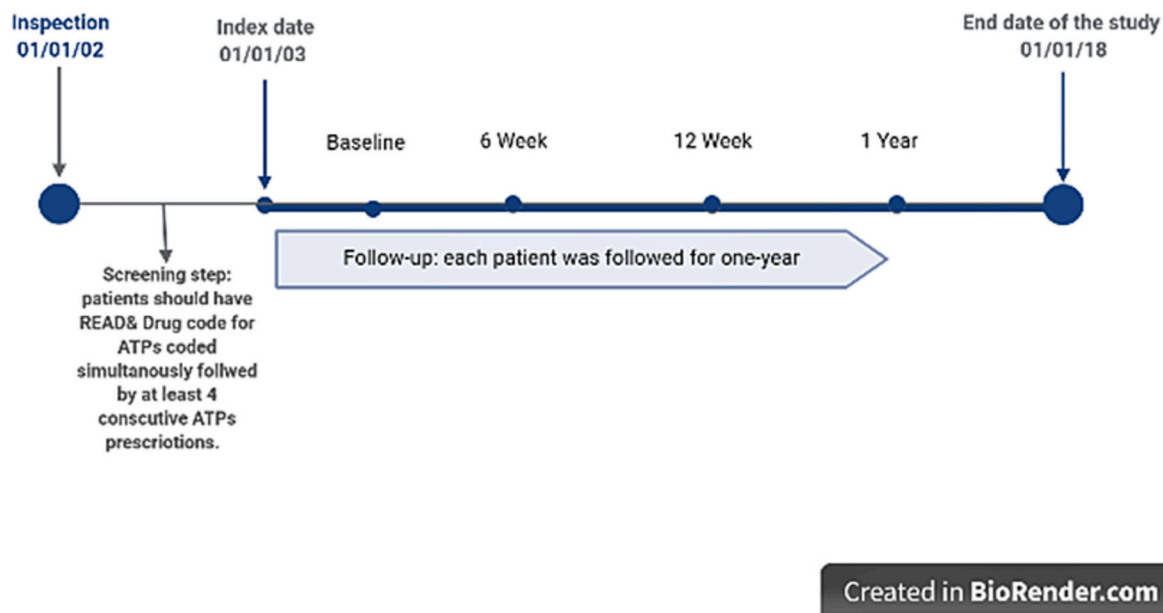 Inspection
01/01/02
Index date
01/01/03
End date of the study
01/01/18
Baseline
6 Week
12 Week
1 Year
Follow-up: each patient was followed for one-year
Screening step:
patients should have
READ& Drug code for
ATPs coded
simultanously follwed
by at least 4
conscutive ATPs
prescriotions.
Created in BioRender.com